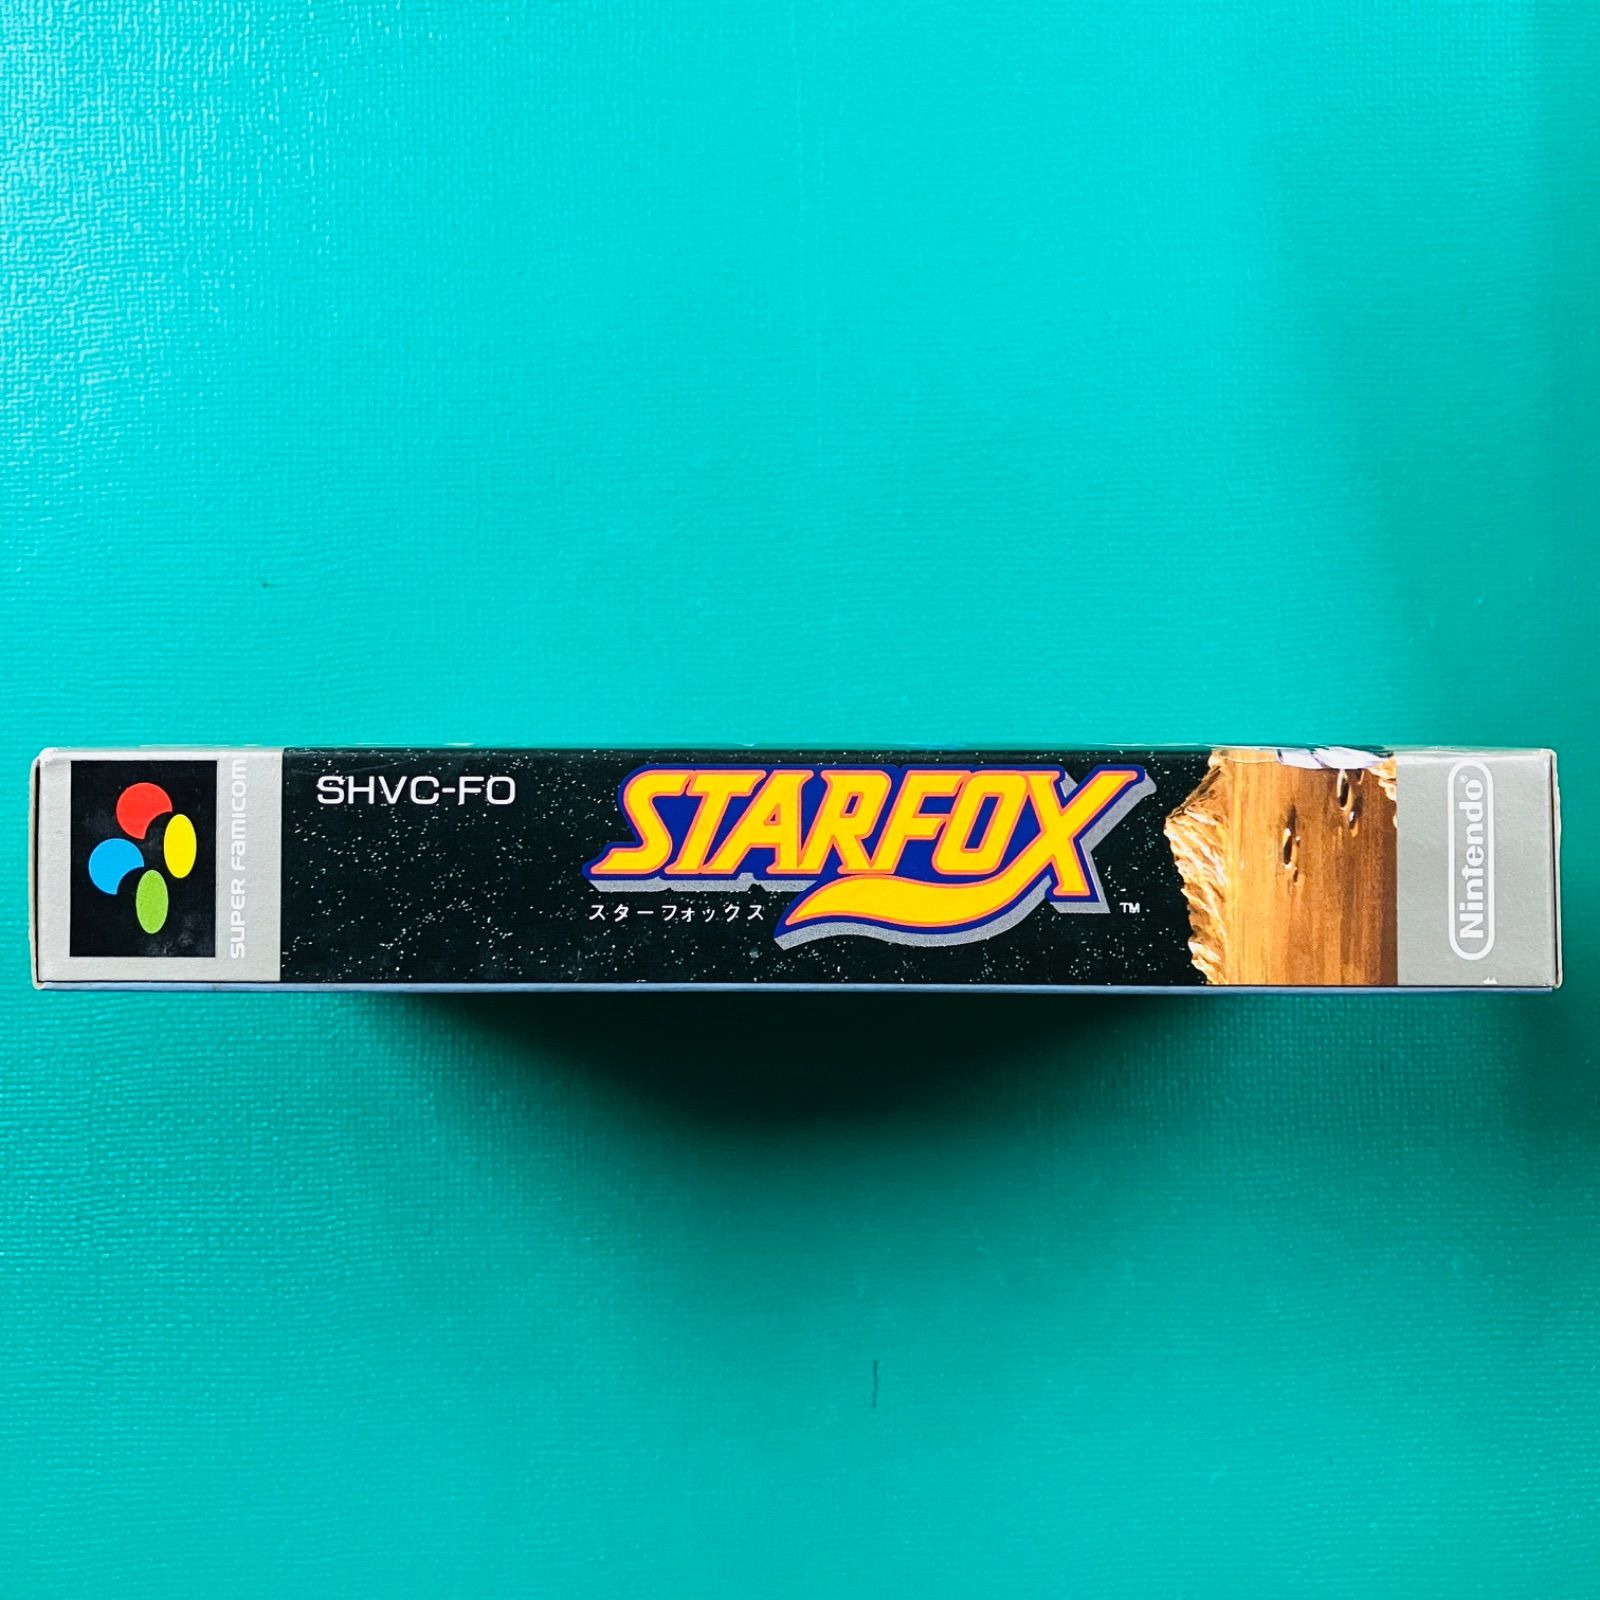 SUPER Famicom
SHVC-FO
STARFOX
スターフォックス
TM
Nintendo®